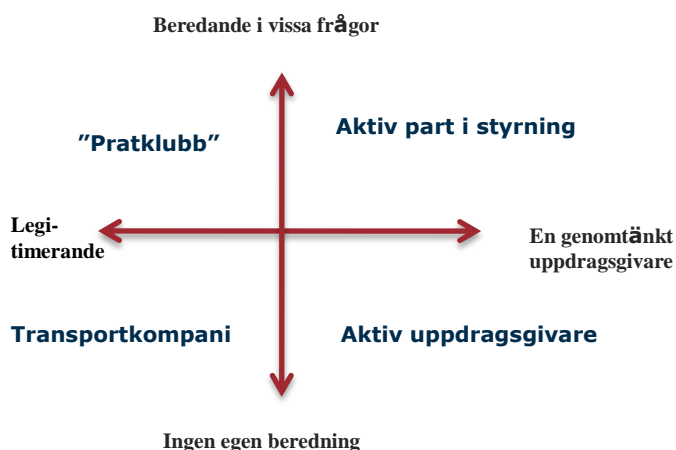 Beredande i vissa frågor
Aktiv part i styrning
”Pratklubb”
Legi-
timerande
En genomtänkt
uppdragsgivare
Transportkompani
Aktiv uppdragsgivare
Ingen egen beredning